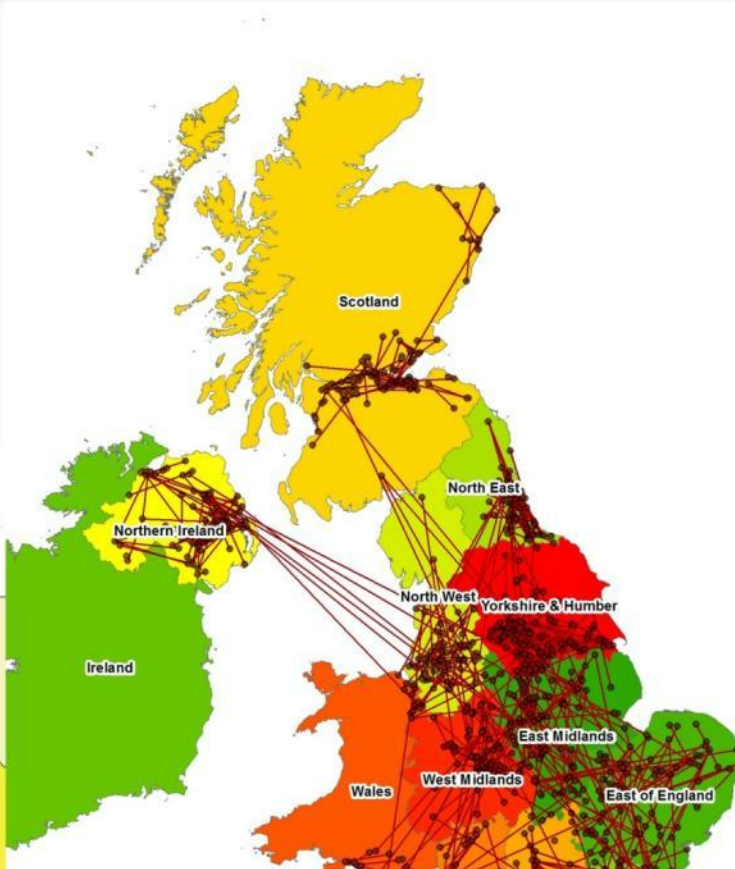 Scotland
North East
Northern Ireland
North West
Yorkshire & Humber
Ireland
East Midlands
West Midlands
Wales
East of England